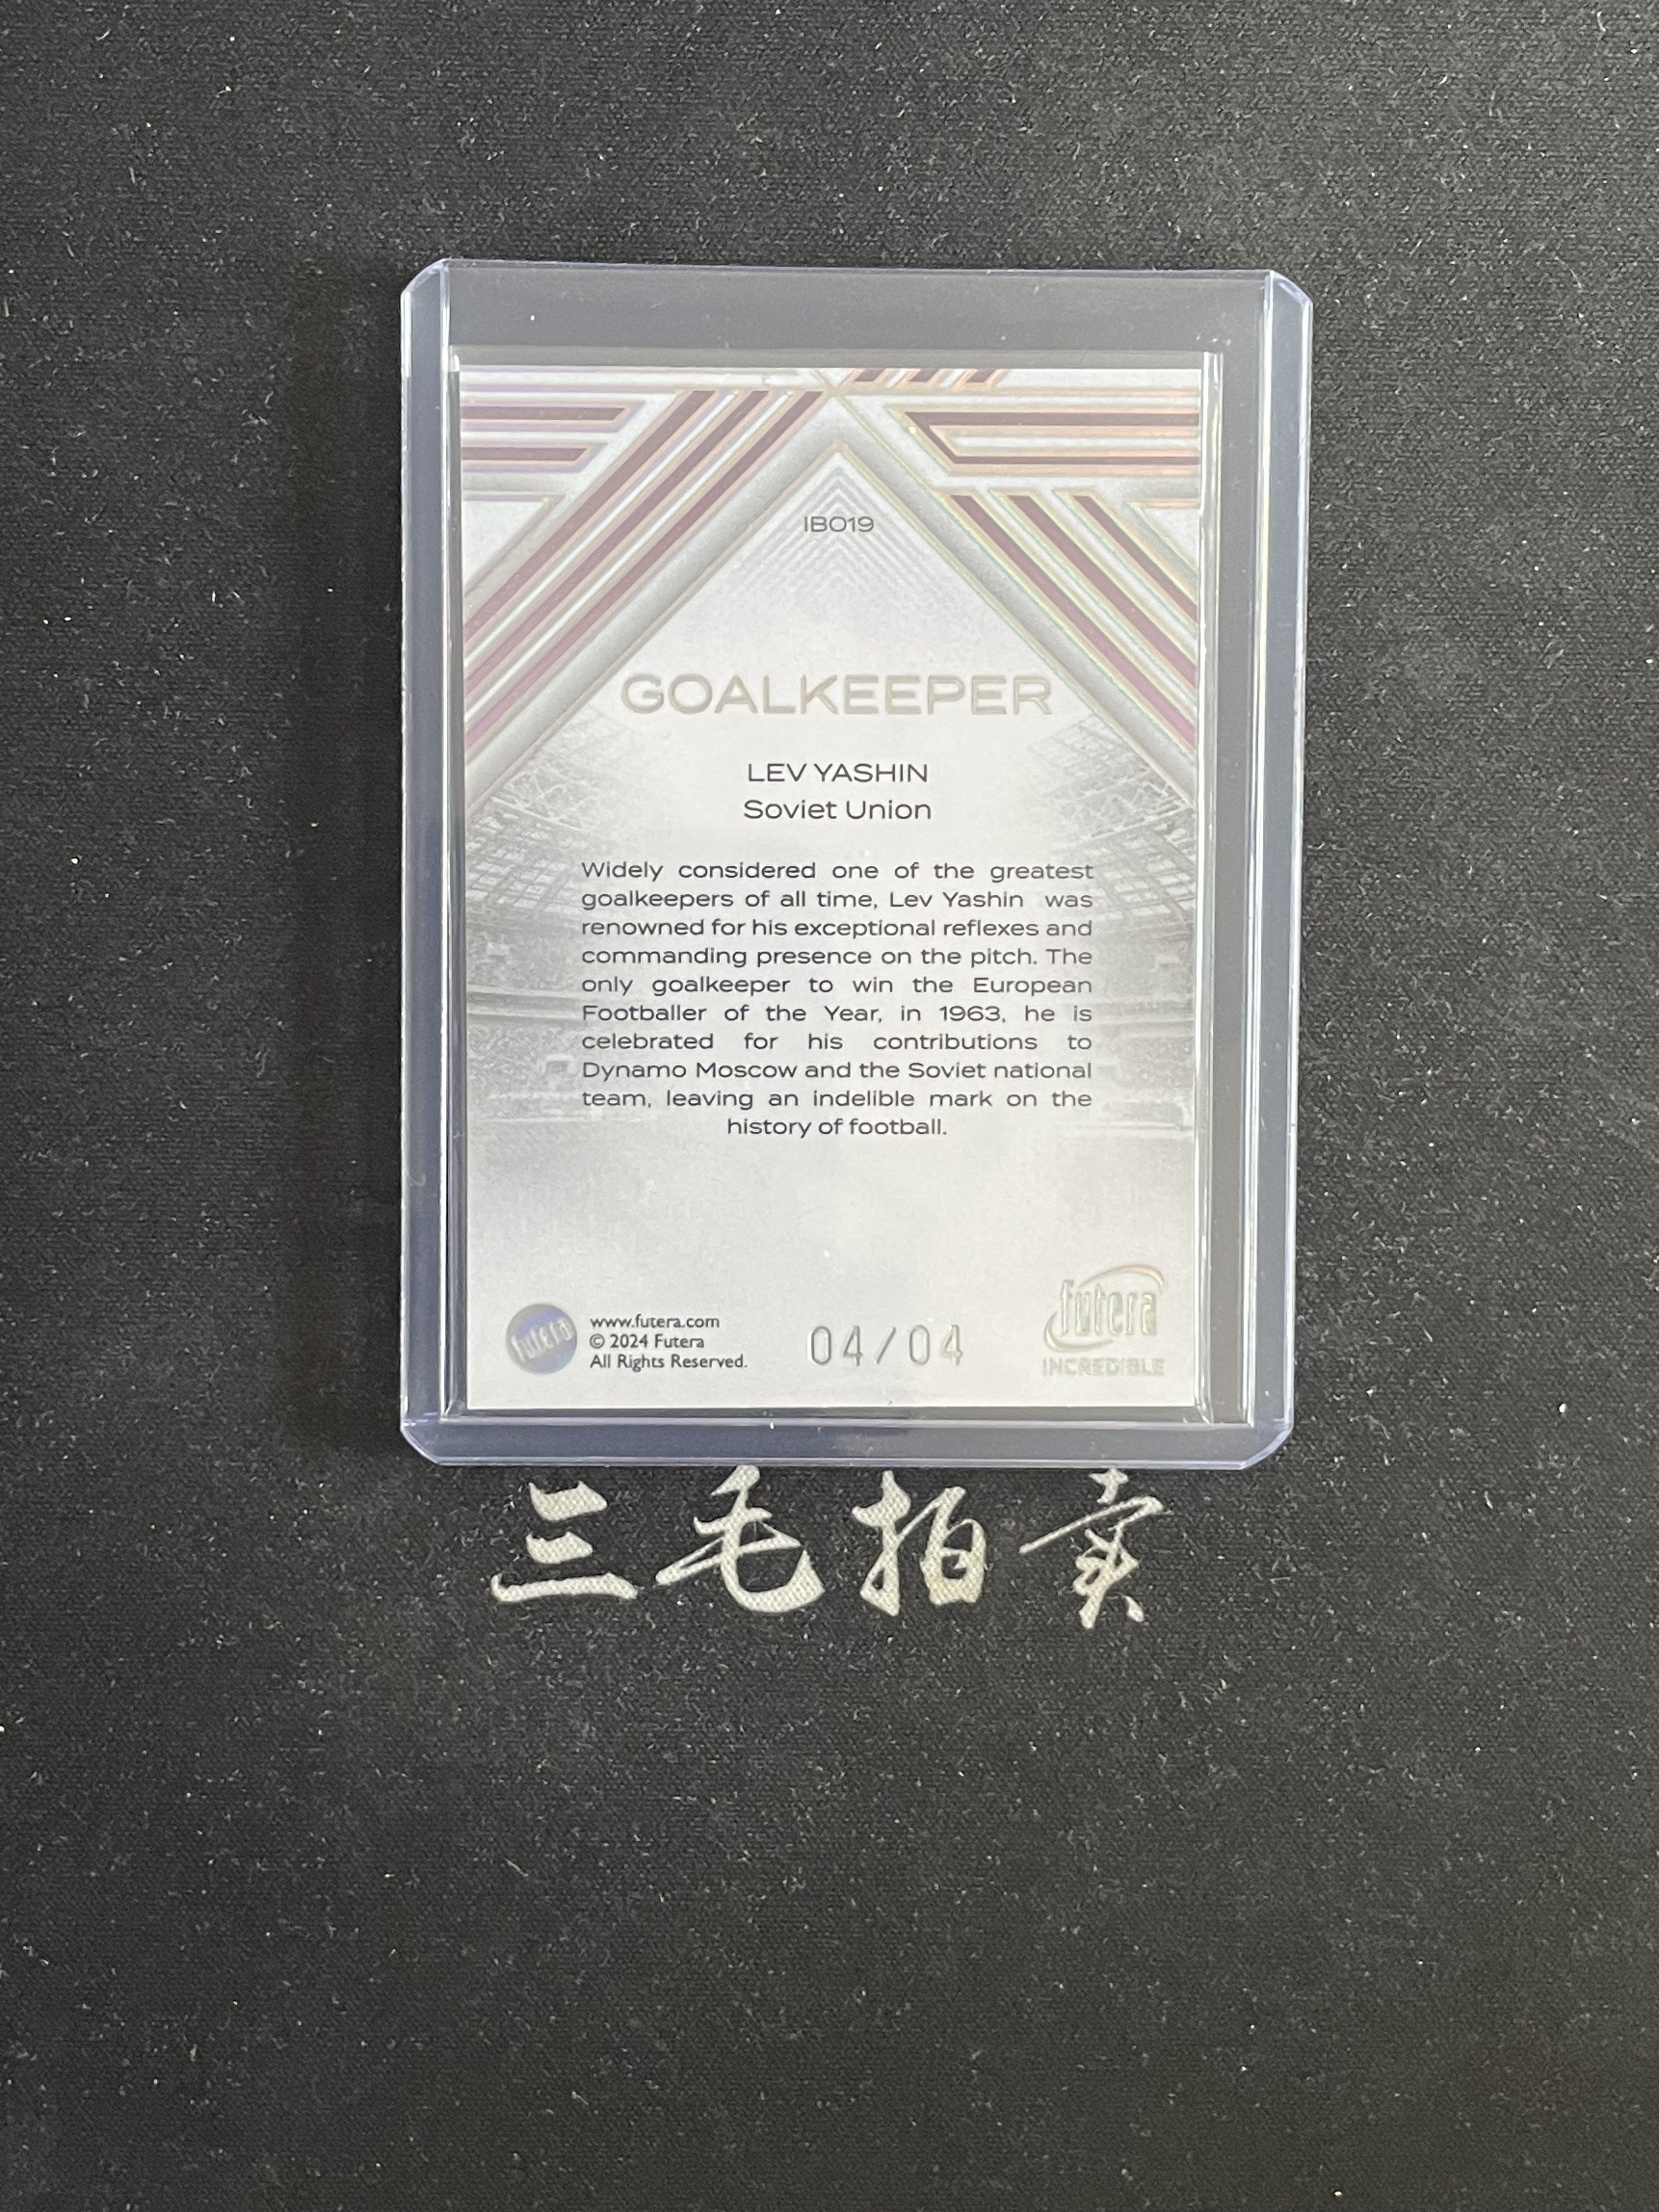 IBO19
GOALKEEPER
LEV YASHIN
Soviet Union
Widely considered one of the greatest
goalkeepers of all time, Lev Yashin was
renowned for his exceptional reflexes and
commanding presence on the pitch. The
only goalkeeper to win the European
Footballer of the Year, in 1963, he is
celebrated for his contributions to
Dynamo Moscow and the Soviet national
team, leaving an indelible mark on the
history of football.
futera
www.futera.com
© 2024 Futera
All Rights Reserved.
04/04
futera
INCREDIBLE
三毛拍卖